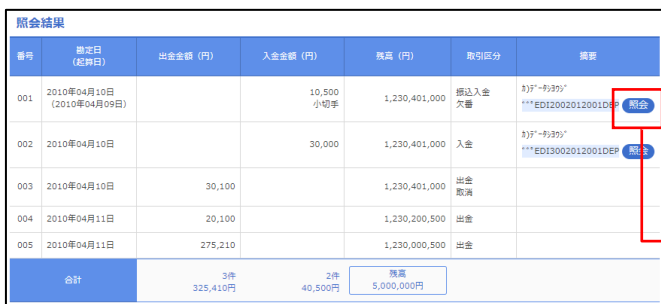 照会結果
番号 勘定日 出金金額（円） 入金金額（円） 残高（円） 取引区分 摘要
（起算日）
001 2010年04月10日 10,500 1,230,401,000 振込入金 ｶ)ﾃﾞｰﾀｼﾖｳｼﾞ
（2010年04月09日） 小切手 欠番 ***EDI2002012001DEP 照会
002 2010年04月10日 30,000 1,230,401,000 入金 ｶ)ﾃﾞｰﾀｼﾖｳｼﾞ
***EDI3002012001DEP 照会
003 2010年04月10日 30,100 1,230,401,000 出金
取消
004 2010年04月11日 20,100 1,230,200,500 出金
005 2010年04月11日 275,210 1,230,000,500 出金
合計 3件 2件 残高
325,410円 40,500円 5,000,000円